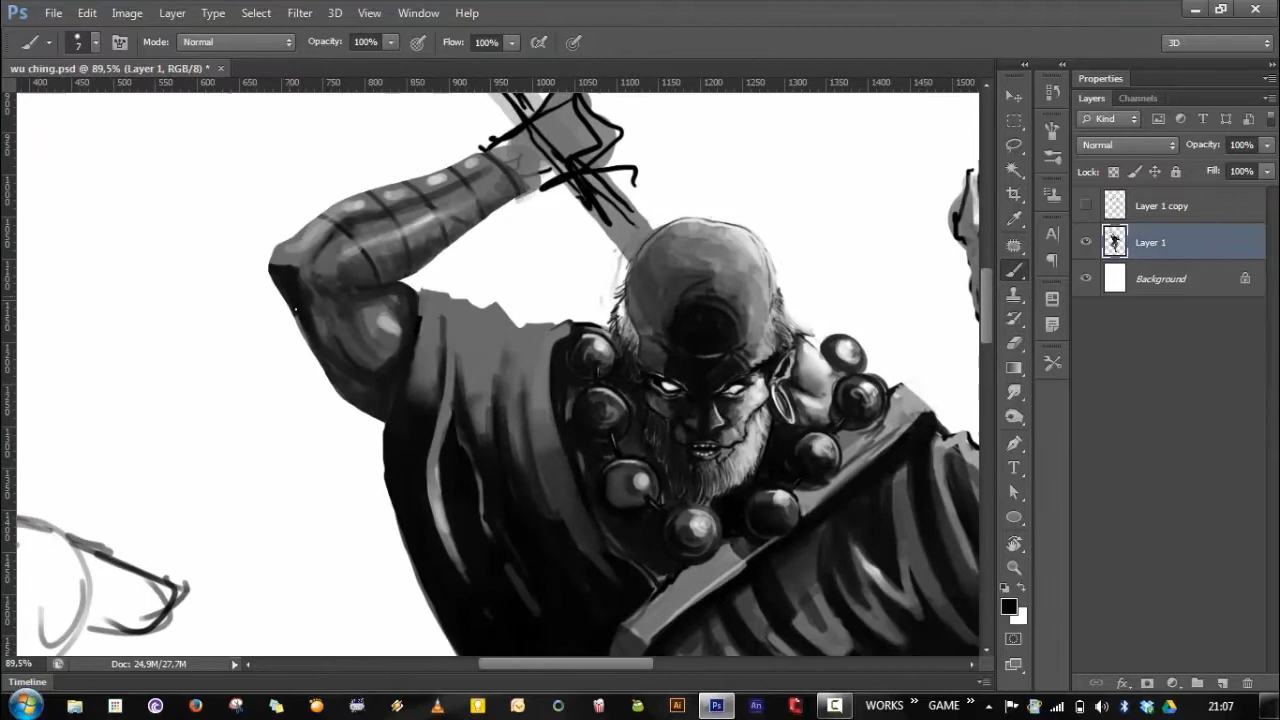 Ps File Edit Image Layer Type Select Filter 3D View Window Help
7 Mode: Normal Opacity: 100% Flow: 100% 3D
wu ching.psd @ 89,5% (Layer 1, RGB/8) * ×
400 450 500 550 600 650 700 750 800 850 900 950 1000 1050 1100 1150 1200 1250 1300 1350 1400 1450 1500
Properties
Layers Channels
Kind
Normal Opacity: 100%
Lock: Fill: 100%
Layer 1 copy
Layer 1
Background
89,5% Doc: 24,9M/27,7M
Timeline
Ai Ps An WORKS » GAME » 21:07